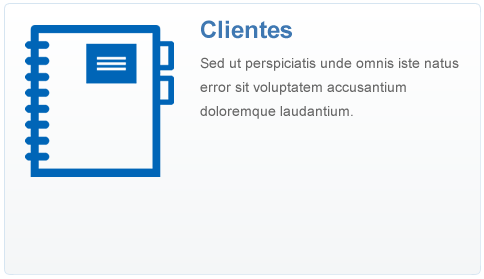 Clientes
Sed ut perspiciatis unde omnis iste natus
error sit voluptatem accusantium
doloremque laudantium.